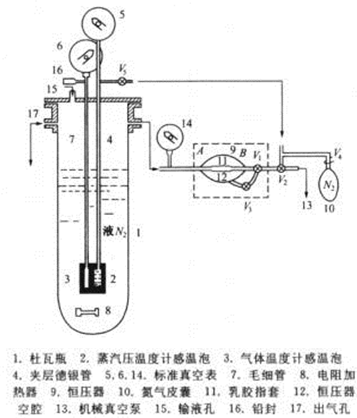 5
6
16
V₅
15
17
7
4
14
9
A
B
V₁
11
12
V₃
V₂
V₄
N₂
13
10
液N₂
1
3
2
8
1. 杜瓦瓶 2. 蒸汽压温度计感温泡 3. 气体温度计感温泡
4. 夹层德银管 5.6.14. 标准真空表 7. 毛细管 8. 电阻加
热器 9. 恒压器 10. 氮气皮囊 11. 乳胶指套 12. 恒压器
空腔 13. 机械真空泵 15. 输液孔 16. 铅封 17. 出气孔